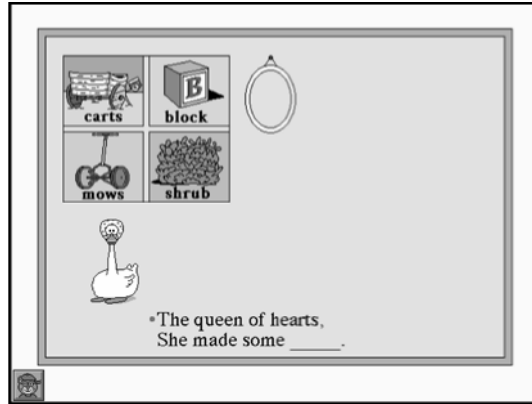 carts
block
B
mows
shrub
•The queen of hearts,
She made some _____.